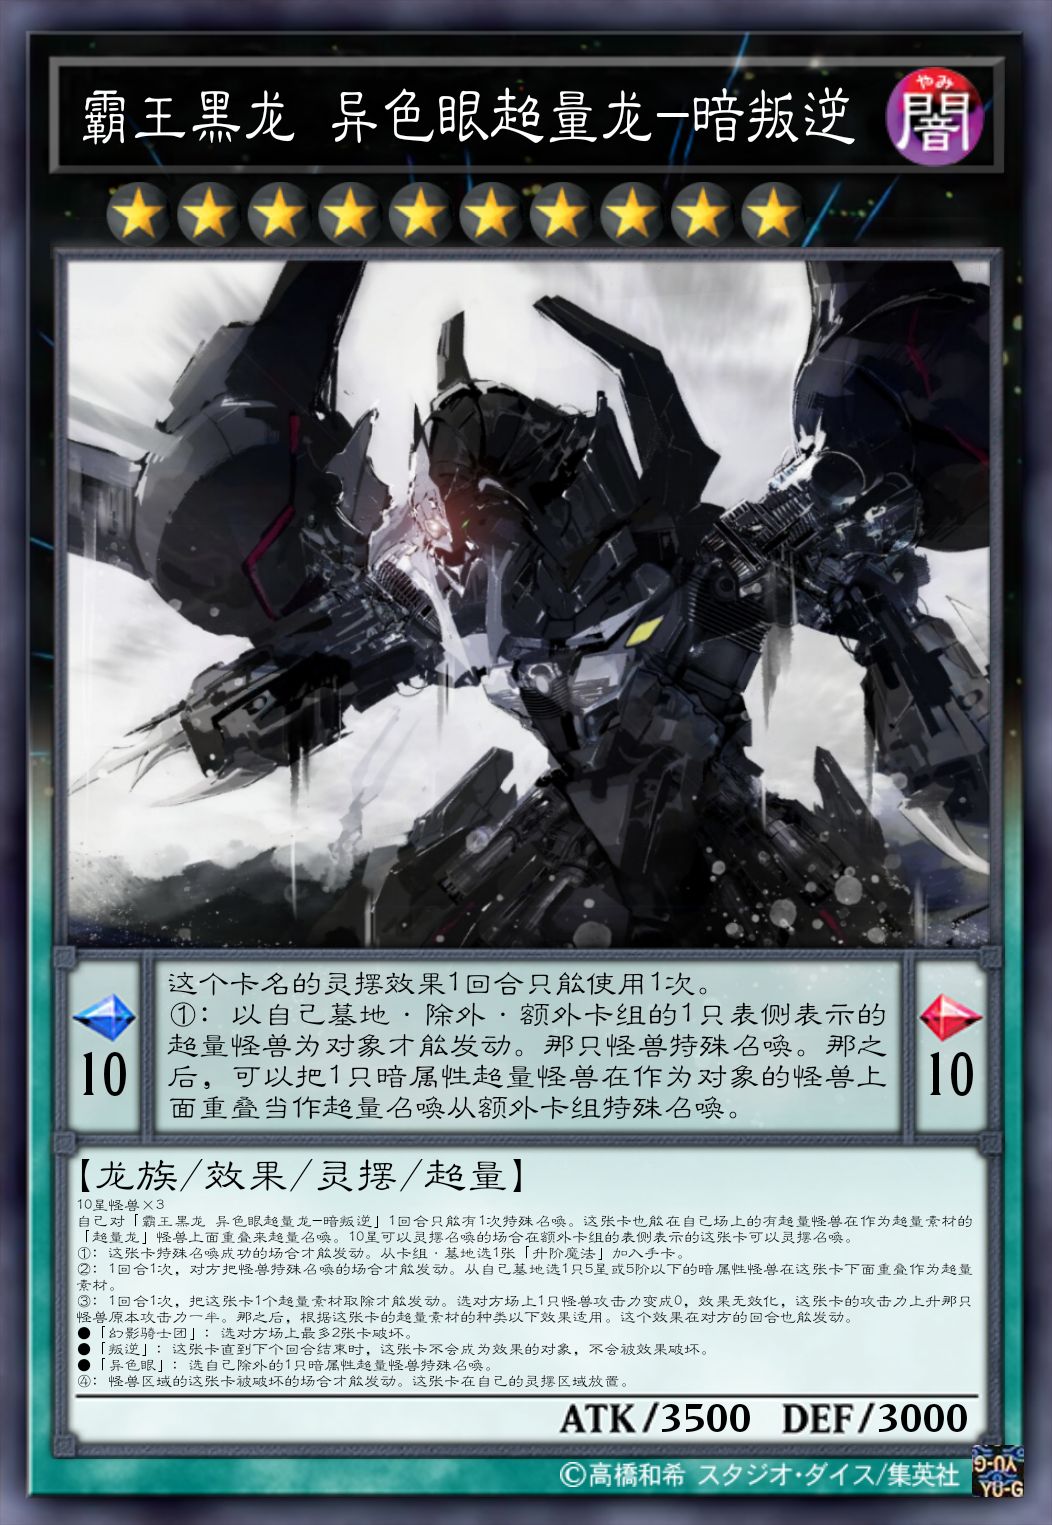 霸王黑龙 异色眼超量龙-暗叛逆
やみ
闇
这个卡名的灵摆效果1回合只能使用1次。
①：以自己墓地·除外·额外卡组的1只表侧表示的
超量怪兽为对象才能发动。那只怪兽特殊召唤。那之
后，可以把1只暗属性超量怪兽在作为对象的怪兽上
面重叠当作超量召唤从额外卡组特殊召唤。
10
10
【龙族/效果/灵摆/超量】
10星怪兽×3
自己对「霸王黑龙 异色眼超量龙-暗叛逆」1回合只能有1次特殊召唤。这张卡也能在自己场上的有超量怪兽在作为超量素材的
「超量龙」怪兽上面重叠来超量召唤。10星可以灵摆召唤的场合在额外卡组的表侧表示的这张卡可以灵摆召唤。
①：这张卡特殊召唤成功的场合才能发动。从卡组·墓地选1张「升阶魔法」加入手卡。
②：1回合1次，对方把怪兽特殊召唤的场合才能发动。从自己墓地选1只5星或5阶以下的暗属性怪兽在这张卡下面重叠作为超量
素材。
③：1回合1次，把这张卡1个超量素材取除才能发动。选对方场上1只怪兽攻击力变成0，效果无效化，这张卡的攻击力上升那只
怪兽原本攻击力一半。那之后，根据这张卡的超量素材的种类以下效果适用。这个效果在对方的回合也能发动。
●「幻影骑士团」：选对方场上最多2张卡破坏。
●「叛逆」：这张卡直到下个回合结束时，这张卡不会成为效果的对象，不会被效果破坏。
●「异色眼」：选自己除外的1只暗属性超量怪兽特殊召唤。
④：怪兽区域的这张卡被破坏的场合才能发动。这张卡在自己的灵摆区域放置。
ATK/3500 DEF/3000
©高橋和希 スタジオ・ダイス/集英社
YU-G
YU-G